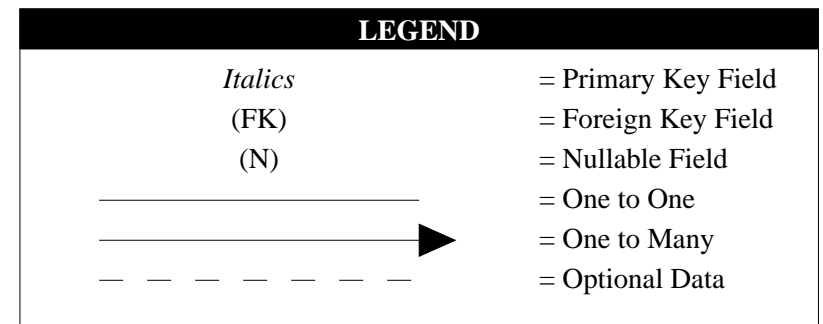 LEGEND
Italics = Primary Key Field
(FK) = Foreign Key Field
(N) = Nullable Field
= One to One
= One to Many
= Optional Data